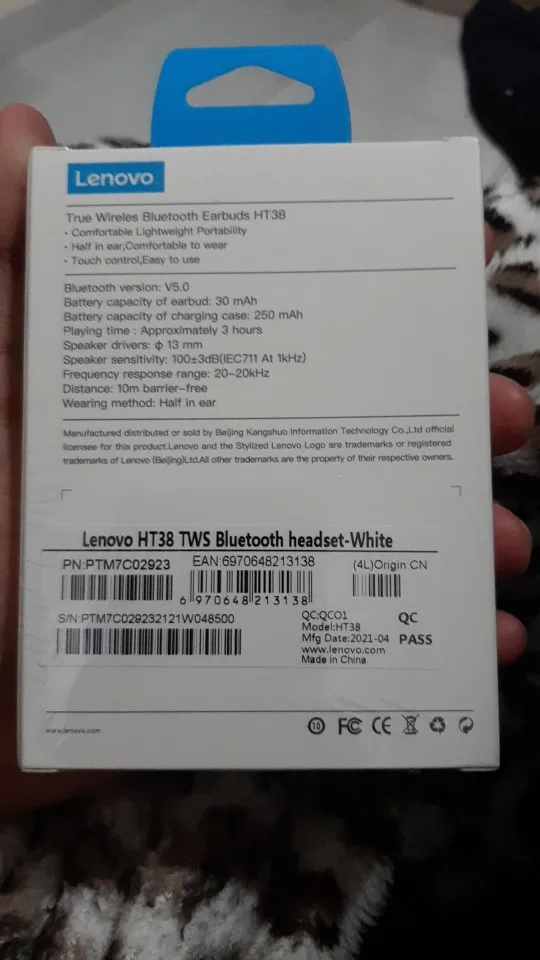 Lenovo
True Wireles Bluetooth Earbuds HT38
· Comfortable Lightweight Portability
· Half in ear,Comfortable to wear
· Touch control,Easy to use
Bluetooth version: V5.0
Battery capacity of earbud: 30 mAh
Battery capacity of charging case: 250 mAh
Playing time : Approximately 3 hours
Speaker drivers: ф 13 mm
Speaker sensitivity: 100±3dB(IEC711 At 1kHz)
Frequency response range: 20–20kHz
Distance: 10m barrier–free
Wearing method: Half in ear
Manufactured distributed or sold by Beijing Kangshuo Information Technology Co.,Ltd official
licensee for this product.Lenovo and the Stylized Lenovo Logo are trademarks or registered
trademarks of Lenovo (Beijing)Ltd.All other trademarks are the property of their respective owners.
Lenovo HT38 TWS Bluetooth headset-White
PN:PTM7C02923 EAN:6970648213138 (4L)Origin CN
6 970648 213138
S/N:PTM7C029232121W048500
QC:QC01 QC
Model:HT38
Mfg Date:2021-04 PASS
www.lenovo.com
Made in China
www.lenovo.com
10 FC CE